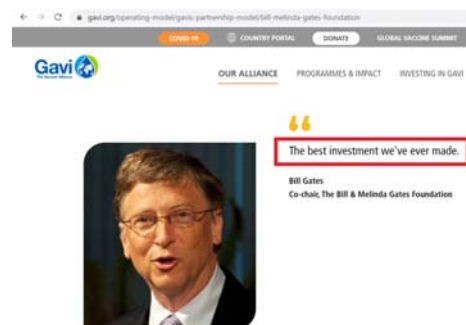 gavi.org/operating-model/gavis-partnership-model/bill-melinda-gates-foundation
COVID-19 COUNTRY PORTAL DONATE GLOBAL VACCINE SUMMIT
Gavi
The Vaccine Alliance
OUR ALLIANCE PROGRAMMES & IMPACT INVESTING IN GAVI
“
The best investment we've ever made.
Bill Gates
Co-chair, The Bill & Melinda Gates Foundation